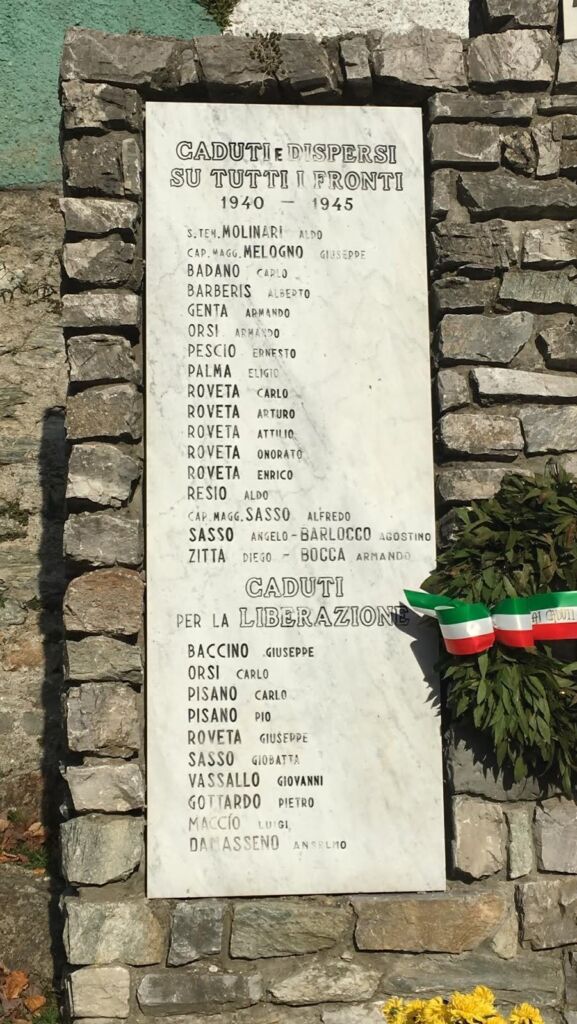 CADUTI E DISPERSI
SU TUTTI I FRONTI
1940 — 1945
S.TEN. MOLINARI ALDO
CAP. MAGG. MELOGNO GIUSEPPE
BADANO CARLO
BARBERIS ALBERTO
GENTA ARMANDO
ORSI ARMANDO
PESCIO ERNESTO
PALMA ELIGIO
ROVETA CARLO
ROVETA ARTURO
ROVETA ATTILIO
ROVETA ONORATO
ROVETA ENRICO
RESIO ALDO
CAP. MAGG. SASSO ALFREDO
SASSO ANGELO - BARLOCCO AGOSTINO
ZITTA DIEGO - BOCCA ARMANDO
CADUTI
PER LA LIBERAZIONE
BACCINO GIUSEPPE
ORSI CARLO
PISANO CARLO
PISANO PIO
ROVETA GIUSEPPE
SASSO GIOBATTA
VASSALLO GIOVANNI
GOTTARDO PIETRO
MACCÍO LUIGI
DAMASSENO ANSELMO
AI CADUTI